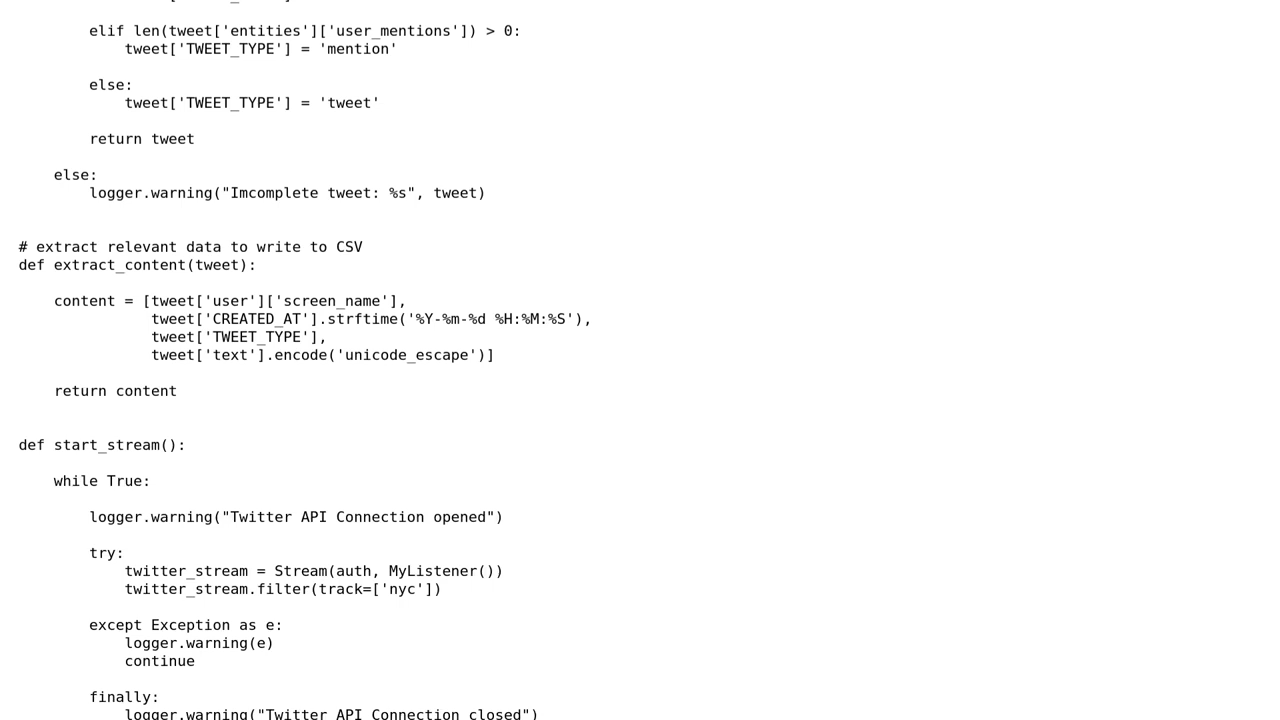 elif len(tweet['entities']['user_mentions']) > 0:
            tweet['TWEET_TYPE'] = 'mention'

        else:
            tweet['TWEET_TYPE'] = 'tweet'

        return tweet

    else:
        logger.warning("Imcomplete tweet: %s", tweet)


# extract relevant data to write to CSV
def extract_content(tweet):

    content = [tweet['user']['screen_name'],
               tweet['CREATED_AT'].strftime('%Y-%m-%d %H:%M:%S'),
               tweet['TWEET_TYPE'],
               tweet['text'].encode('unicode_escape')]

    return content


def start_stream():

    while True:

        logger.warning("Twitter API Connection opened")

        try:
            twitter_stream = Stream(auth, MyListener())
            twitter_stream.filter(track=['nyc'])

        except Exception as e:
            logger.warning(e)
            continue

        finally:
            logger.warning("Twitter API Connection closed")